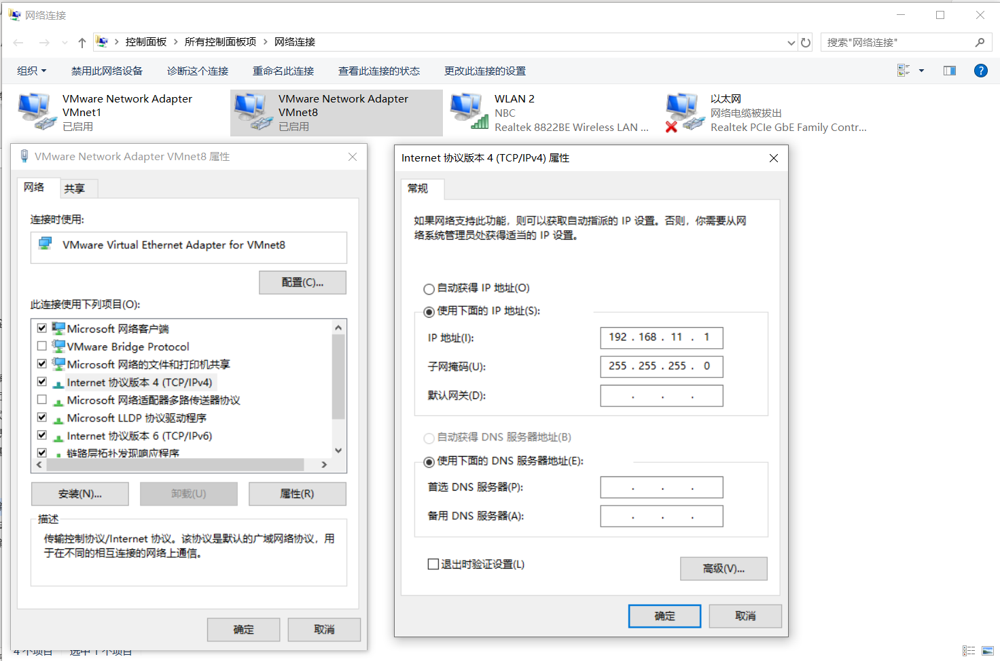 网络连接
控制面板 › 所有控制面板项 › 网络连接
搜索"网络连接"
组织 禁用此网络设备 诊断这个连接 重命名此连接 查看此连接的状态 更改此连接的设置
VMware Network Adapter
VMnet1
已启用
VMware Network Adapter
VMnet8
已启用
WLAN 2
NBC
Realtek 8822BE Wireless LAN ...
以太网
网络电缆被拔出
Realtek PCIe GbE Family Contr...
VMware Network Adapter VMnet8 属性
网络 共享
连接时使用:
VMware Virtual Ethernet Adapter for VMnet8
配置(C)...
此连接使用下列项目(O):
Microsoft 网络客户端
VMware Bridge Protocol
Microsoft 网络的文件和打印机共享
Internet 协议版本 4 (TCP/IPv4)
Microsoft 网络适配器多路传送器协议
Microsoft LLDP 协议驱动程序
Internet 协议版本 6 (TCP/IPv6)
链路层拓扑发现响应程序
安装(N)... 卸载(U) 属性(R)
描述
传输控制协议/Internet 协议。该协议是默认的广域网络协议，用
于在不同的相互连接的网络上通信。
确定 取消
Internet 协议版本 4 (TCP/IPv4) 属性
常规
如果网络支持此功能，则可以获取自动指派的 IP 设置。否则，你需要从网
络系统管理员处获得适当的 IP 设置。
自动获得 IP 地址(O)
使用下面的 IP 地址(S):
IP 地址(I): 192 . 168 . 11 . 1
子网掩码(U): 255 . 255 . 255 . 0
默认网关(D): . . .
自动获得 DNS 服务器地址(B)
使用下面的 DNS 服务器地址(E):
首选 DNS 服务器(P): . . .
备用 DNS 服务器(A): . . .
退出时验证设置(L)
高级(V)...
确定 取消
4 个项目 选中 1 个项目